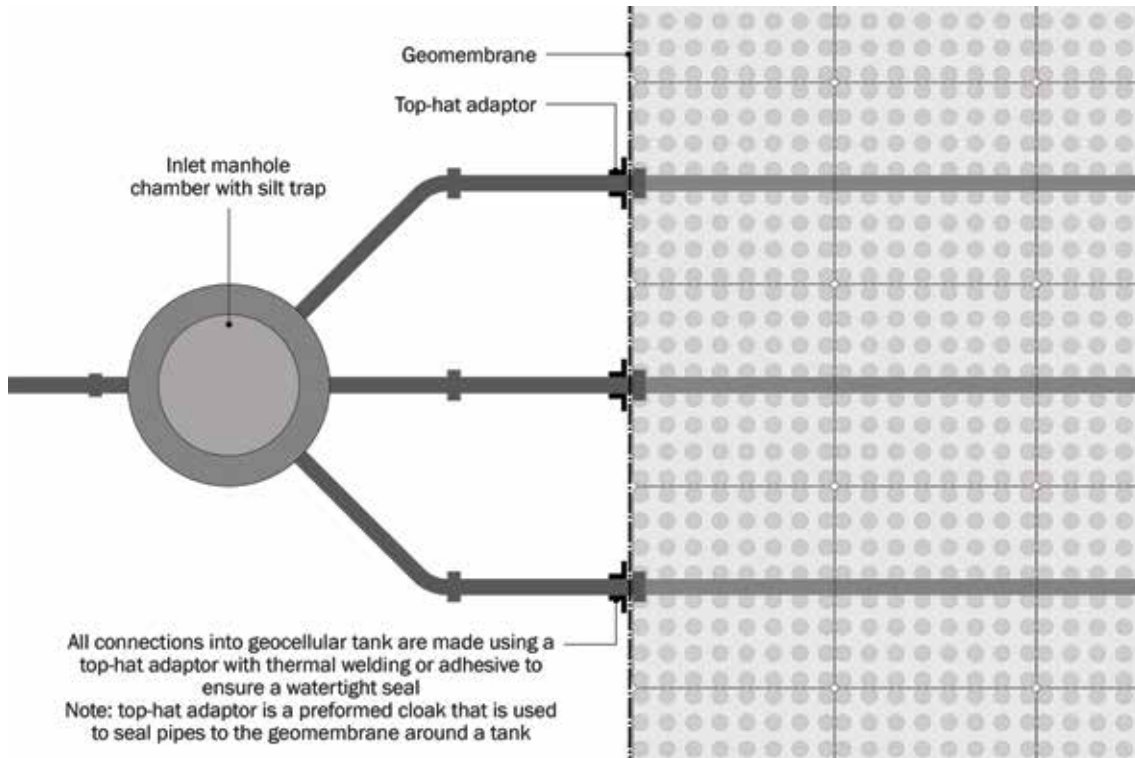 Geomembrane
Top-hat adaptor
Inlet manhole
chamber with silt trap
All connections into geocellular tank are made using a
top-hat adaptor with thermal welding or adhesive to
ensure a watertight seal
Note: top-hat adaptor is a preformed cloak that is used
to seal pipes to the geomembrane around a tank